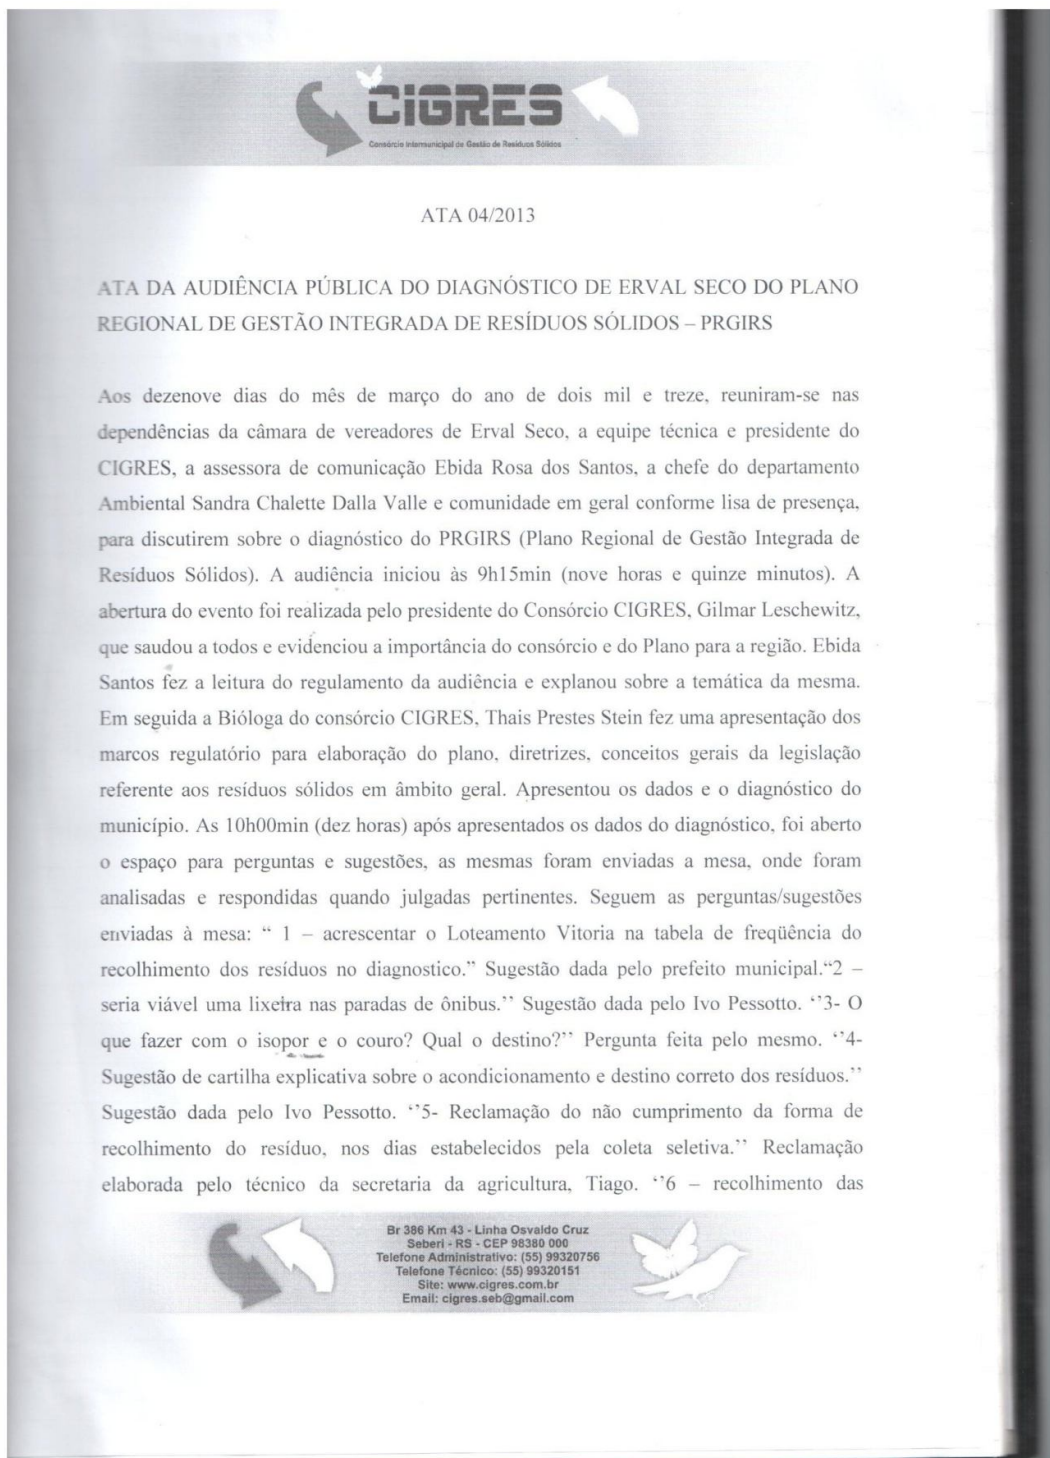 CIGRES
Consórcio Intermunicipal de Gestão de Resíduos Sólidos
ATA 04/2013
ATA DA AUDIÊNCIA PÚBLICA DO DIAGNÓSTICO DE ERVAL SECO DO PLANO
REGIONAL DE GESTÃO INTEGRADA DE RESÍDUOS SÓLIDOS – PRGIRS
Aos dezenove dias do mês de março do ano de dois mil e treze, reuniram-se nas
dependências da câmara de vereadores de Erval Seco, a equipe técnica e presidente do
CIGRES, a assessora de comunicação Ebida Rosa dos Santos, a chefe do departamento
Ambiental Sandra Chalette Dalla Valle e comunidade em geral conforme lisa de presença,
para discutirem sobre o diagnóstico do PRGIRS (Plano Regional de Gestão Integrada de
Resíduos Sólidos). A audiência iniciou às 9h15min (nove horas e quinze minutos). A
abertura do evento foi realizada pelo presidente do Consórcio CIGRES, Gilmar Leschewitz,
que saudou a todos e evidenciou a importância do consórcio e do Plano para a região. Ebida
Santos fez a leitura do regulamento da audiência e explanou sobre a temática da mesma.
Em seguida a Bióloga do consórcio CIGRES, Thais Prestes Stein fez uma apresentação dos
marcos regulatório para elaboração do plano, diretrizes, conceitos gerais da legislação
referente aos resíduos sólidos em âmbito geral. Apresentou os dados e o diagnóstico do
município. As 10h00min (dez horas) após apresentados os dados do diagnóstico, foi aberto
o espaço para perguntas e sugestões, as mesmas foram enviadas a mesa, onde foram
analisadas e respondidas quando julgadas pertinentes. Seguem as perguntas/sugestões
enviadas à mesa: “ 1 – acrescentar o Loteamento Vitoria na tabela de freqüência do
recolhimento dos resíduos no diagnostico.” Sugestão dada pelo prefeito municipal.“2 –
seria viável uma lixeira nas paradas de ônibus.’’ Sugestão dada pelo Ivo Pessotto. ‘’3- O
que fazer com o isopor e o couro? Qual o destino?’’ Pergunta feita pelo mesmo. ‘’4-
Sugestão de cartilha explicativa sobre o acondicionamento e destino correto dos resíduos.’’
Sugestão dada pelo Ivo Pessotto. ‘’5- Reclamação do não cumprimento da forma de
recolhimento do resíduo, nos dias estabelecidos pela coleta seletiva.’’ Reclamação
elaborada pelo técnico da secretaria da agricultura, Tiago. ‘’6 – recolhimento das
Br 386 Km 43 - Linha Osvaldo Cruz
Seberi - RS - CEP 98380 000
Telefone Administrativo: (55) 99320756
Telefone Técnico: (55) 99320151
Site: www.cigres.com.br
Email: cigres.seb@gmail.com